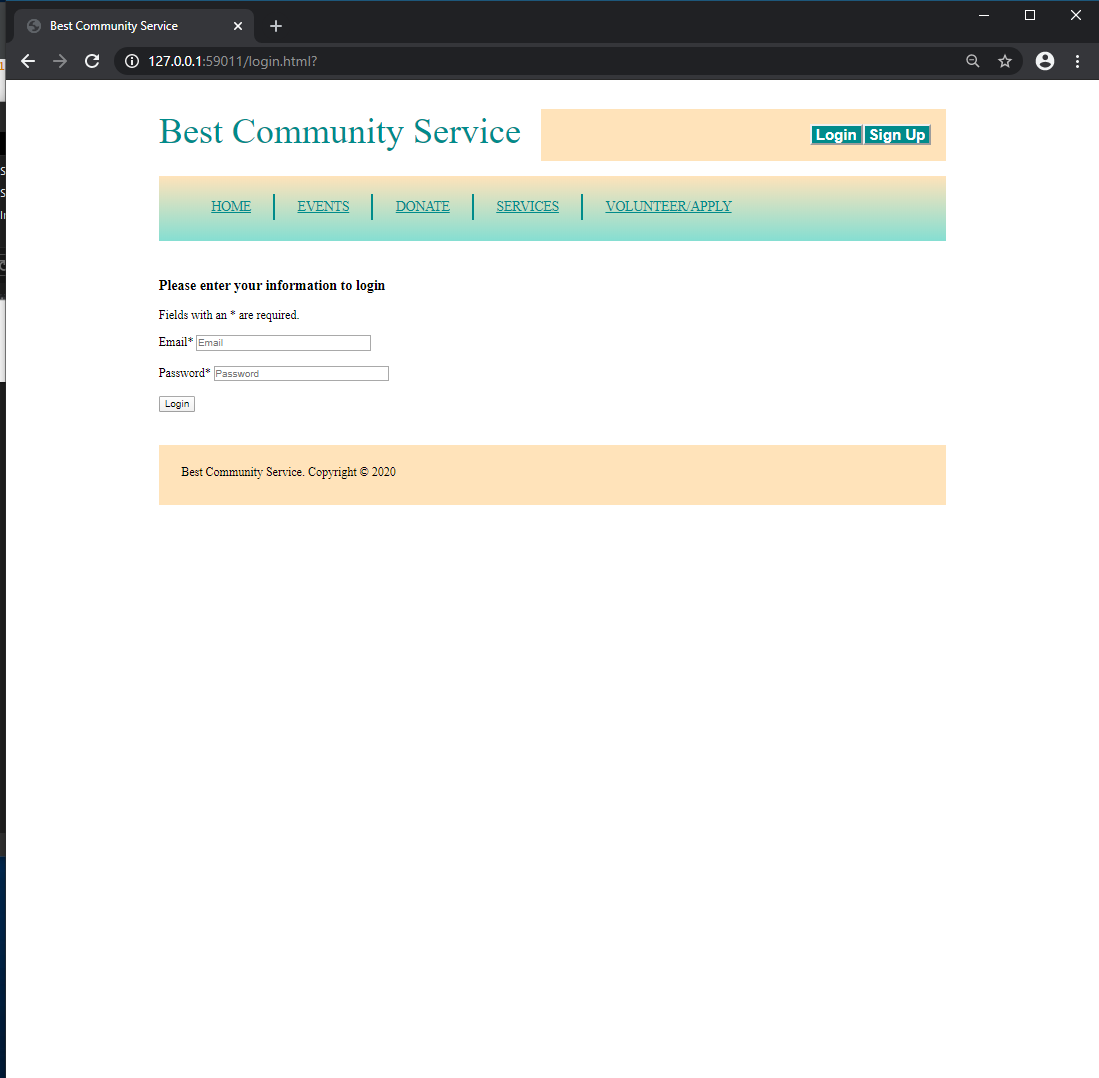 Best Community Service
127.0.0.1:59011/login.html?
Best Community Service
Login Sign Up
HOME EVENTS DONATE SERVICES VOLUNTEER/APPLY
Please enter your information to login
Fields with an * are required.
Email* Email
Password* Password
Login
Best Community Service. Copyright © 2020